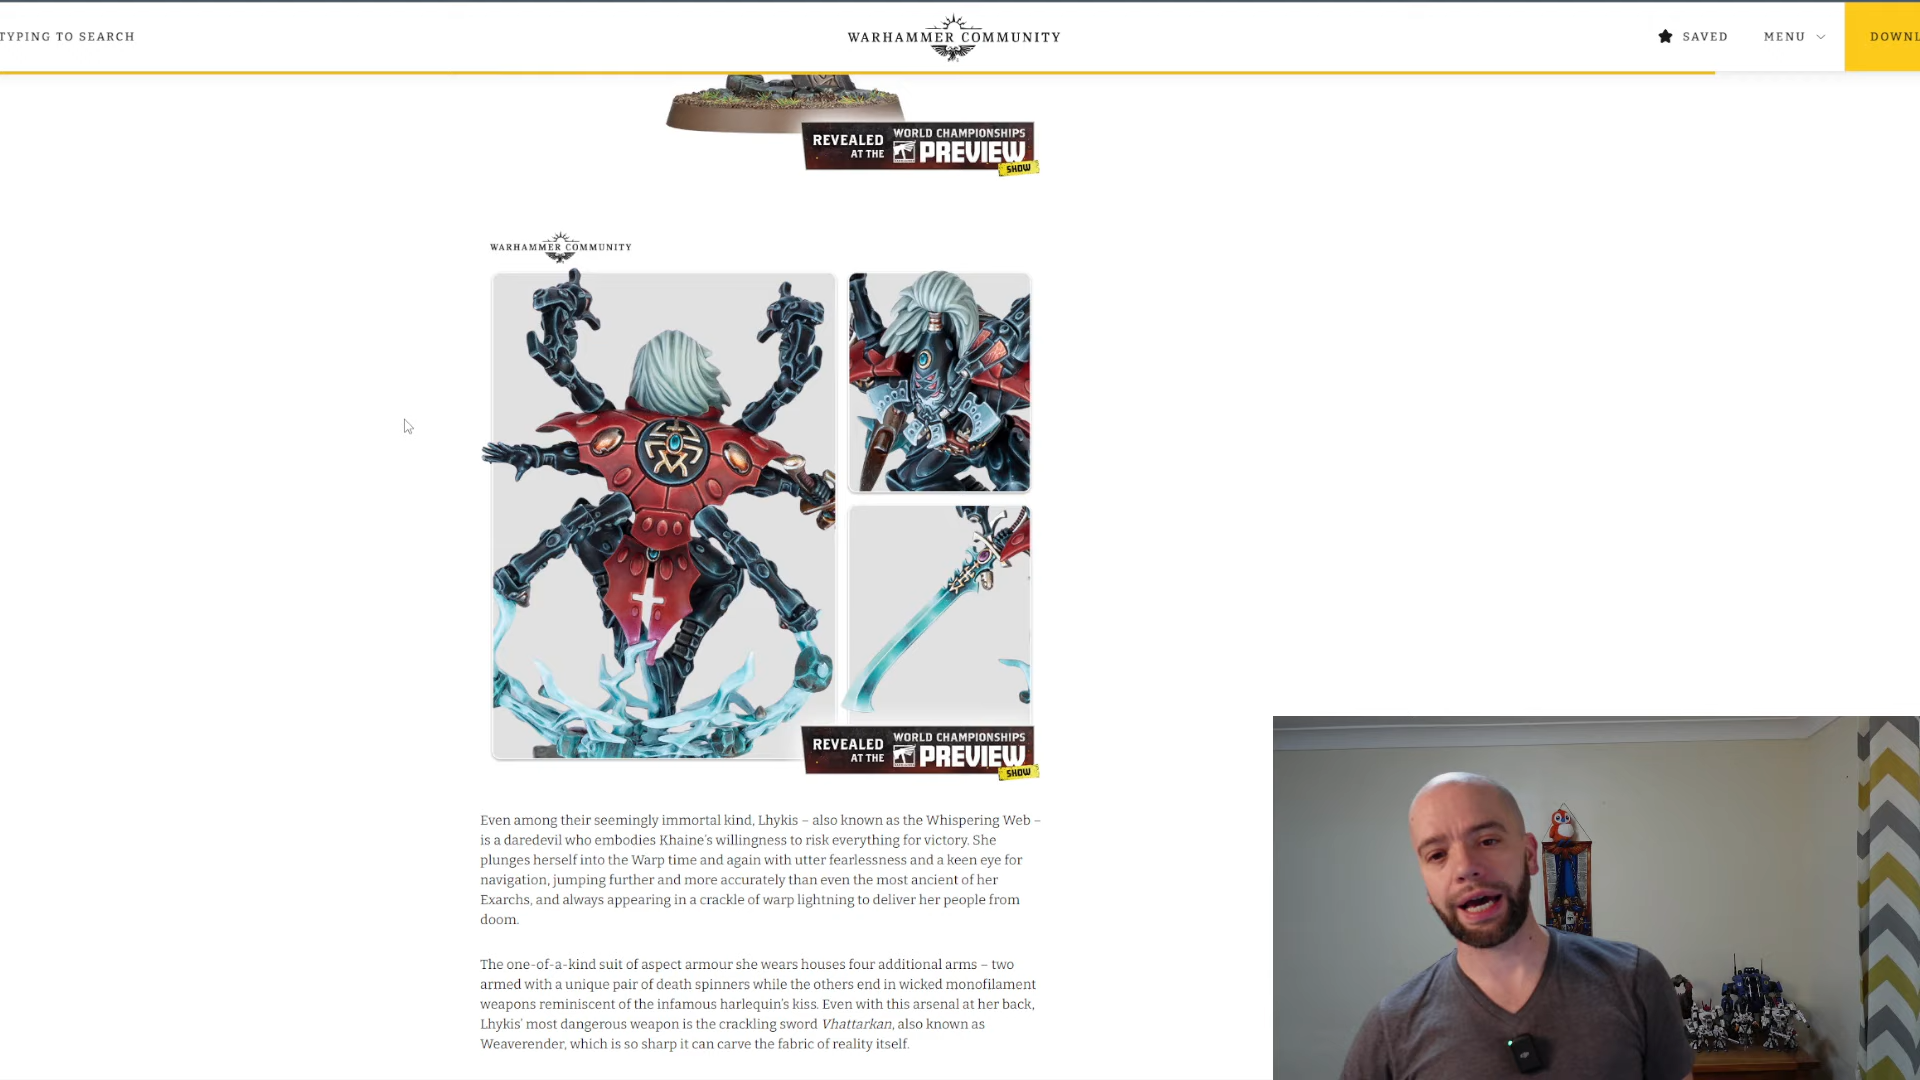 TYPING TO SEARCH
WARHAMMER COMMUNITY
SAVED
MENU
DOWNL
REVEALED AT THE
WORLD CHAMPIONSHIPS
PREVIEW
SHOW
WARHAMMER COMMUNITY
REVEALED AT THE
WORLD CHAMPIONSHIPS
PREVIEW
SHOW
Even among their seemingly immortal kind, Lhykis – also known as the Whispering Web –
is a daredevil who embodies Khaine’s willingness to risk everything for victory. She
plunges herself into the Warp time and again with utter fearlessness and a keen eye for
navigation, jumping further and more accurately than even the most ancient of her
Exarchs, and always appearing in a crackle of warp lightning to deliver her people from
doom.
The one-of-a-kind suit of aspect armour she wears houses four additional arms – two
armed with a unique pair of death spinners while the others end in wicked monofilament
weapons reminiscent of the infamous harlequin’s kiss. Even with this arsenal at her back,
Lhykis’ most dangerous weapon is the crackling sword Vhattarkan, also known as
Weaverender, which is so sharp it can carve the fabric of reality itself.